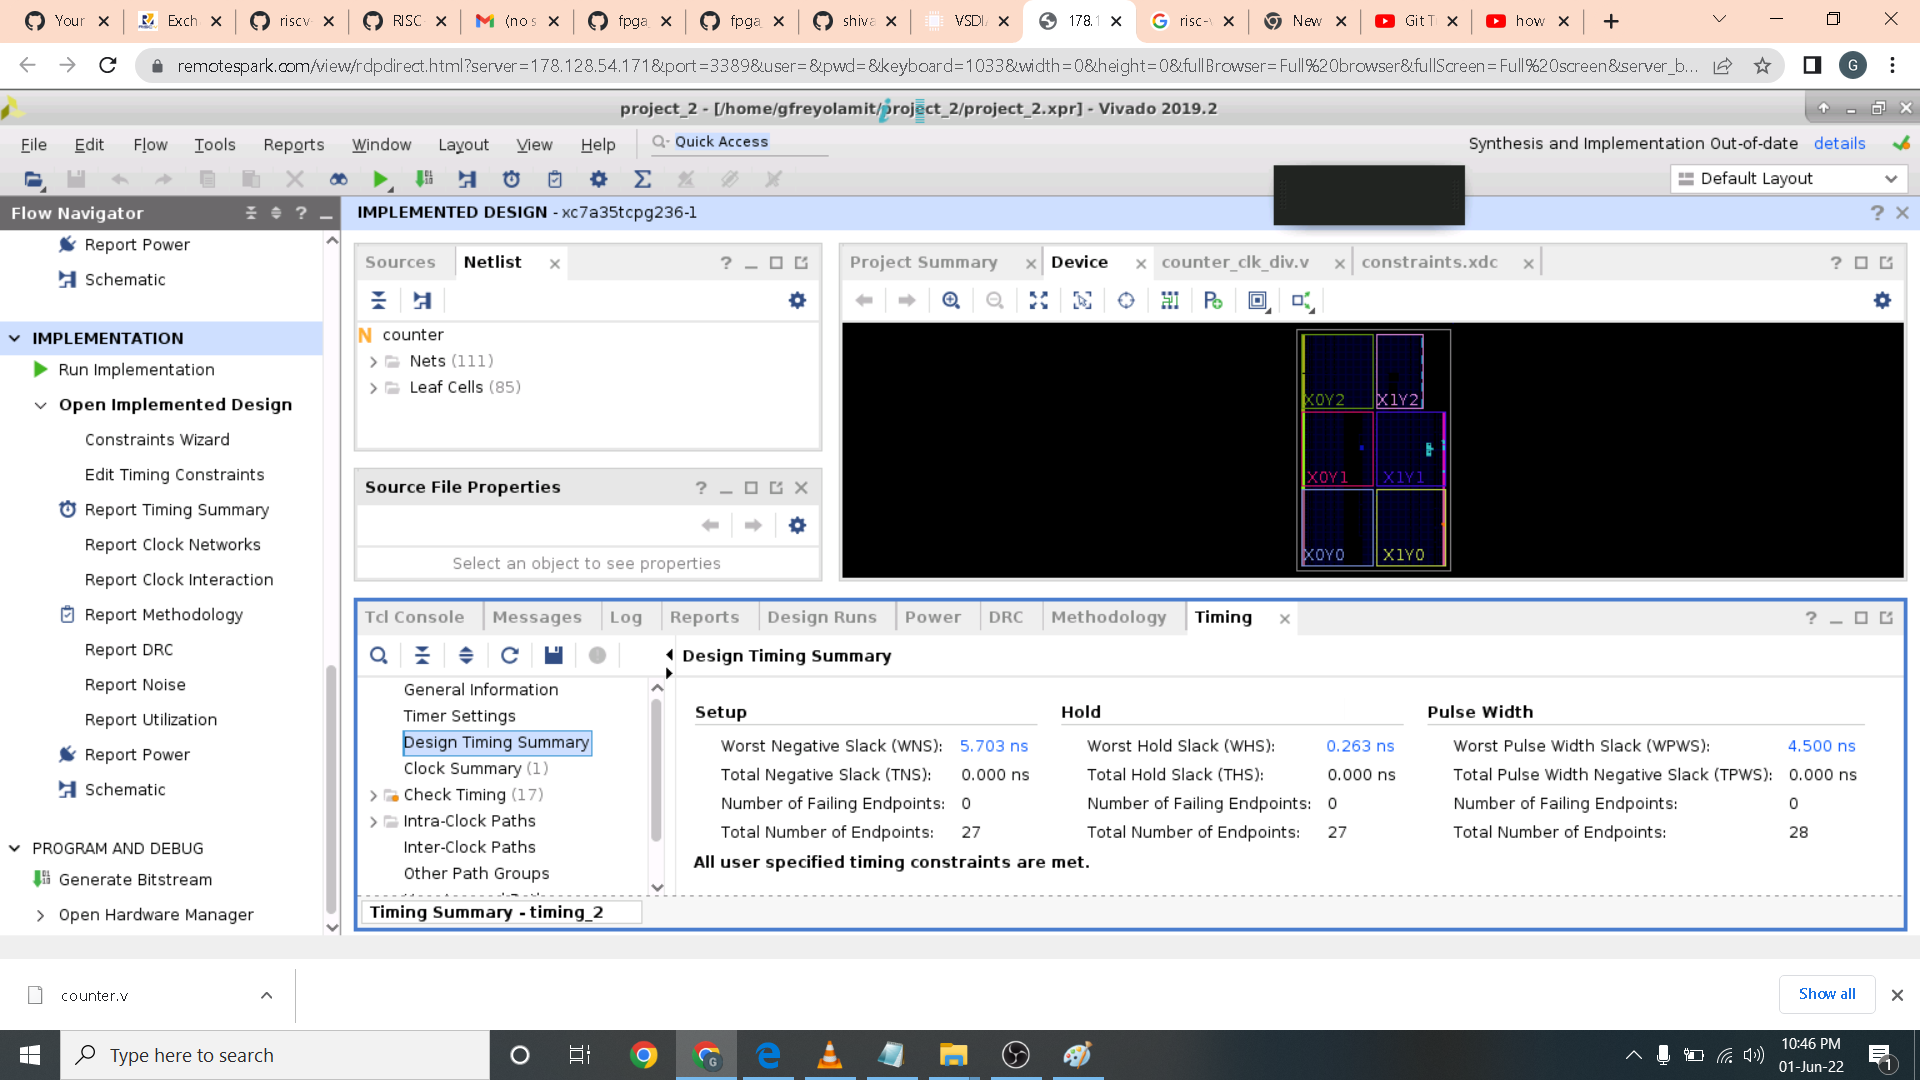 Your
Exch
riscv
RISC
(no s
fpga_
fpga_
shiva
VSDI
178.1
risc-v
New
Git T
how
remotespark.com/view/rdpdirect.html?server=178.128.54.171&port=3389&user=&pwd=&keyboard=1033&width=0&height=0&fullBrowser=Full%20browser&fullScreen=Full%20screen&server_b...
G
project_2 - [/home/gfreyolamit/project_2/project_2.xpr] - Vivado 2019.2
File Edit Flow Tools Reports Window Layout View Help
Quick Access
Synthesis and Implementation Out-of-date details
Default Layout
Flow Navigator
IMPLEMENTED DESIGN - xc7a35tcpg236-1
Report Power
Schematic
IMPLEMENTATION
Run Implementation
Open Implemented Design
Constraints Wizard
Edit Timing Constraints
Report Timing Summary
Report Clock Networks
Report Clock Interaction
Report Methodology
Report DRC
Report Noise
Report Utilization
Report Power
Schematic
PROGRAM AND DEBUG
Generate Bitstream
Open Hardware Manager
Sources Netlist
counter
Nets (111)
Leaf Cells (85)
Source File Properties
Select an object to see properties
Project Summary Device counter_clk_div.v constraints.xdc
X0Y2 X1Y2
X0Y1 X1Y1
X0Y0 X1Y0
Tcl Console Messages Log Reports Design Runs Power DRC Methodology Timing
Design Timing Summary
General Information
Timer Settings
Design Timing Summary
Clock Summary (1)
Check Timing (17)
Intra-Clock Paths
Inter-Clock Paths
Other Path Groups
Setup Hold Pulse Width
Worst Negative Slack (WNS): 5.703 ns Worst Hold Slack (WHS): 0.263 ns Worst Pulse Width Slack (WPWS): 4.500 ns
Total Negative Slack (TNS): 0.000 ns Total Hold Slack (THS): 0.000 ns Total Pulse Width Negative Slack (TPWS): 0.000 ns
Number of Failing Endpoints: 0 Number of Failing Endpoints: 0 Number of Failing Endpoints: 0
Total Number of Endpoints: 27 Total Number of Endpoints: 27 Total Number of Endpoints: 28
All user specified timing constraints are met.
Timing Summary - timing_2
counter.v
Show all
Type here to search
10:46 PM
01-Jun-22
1